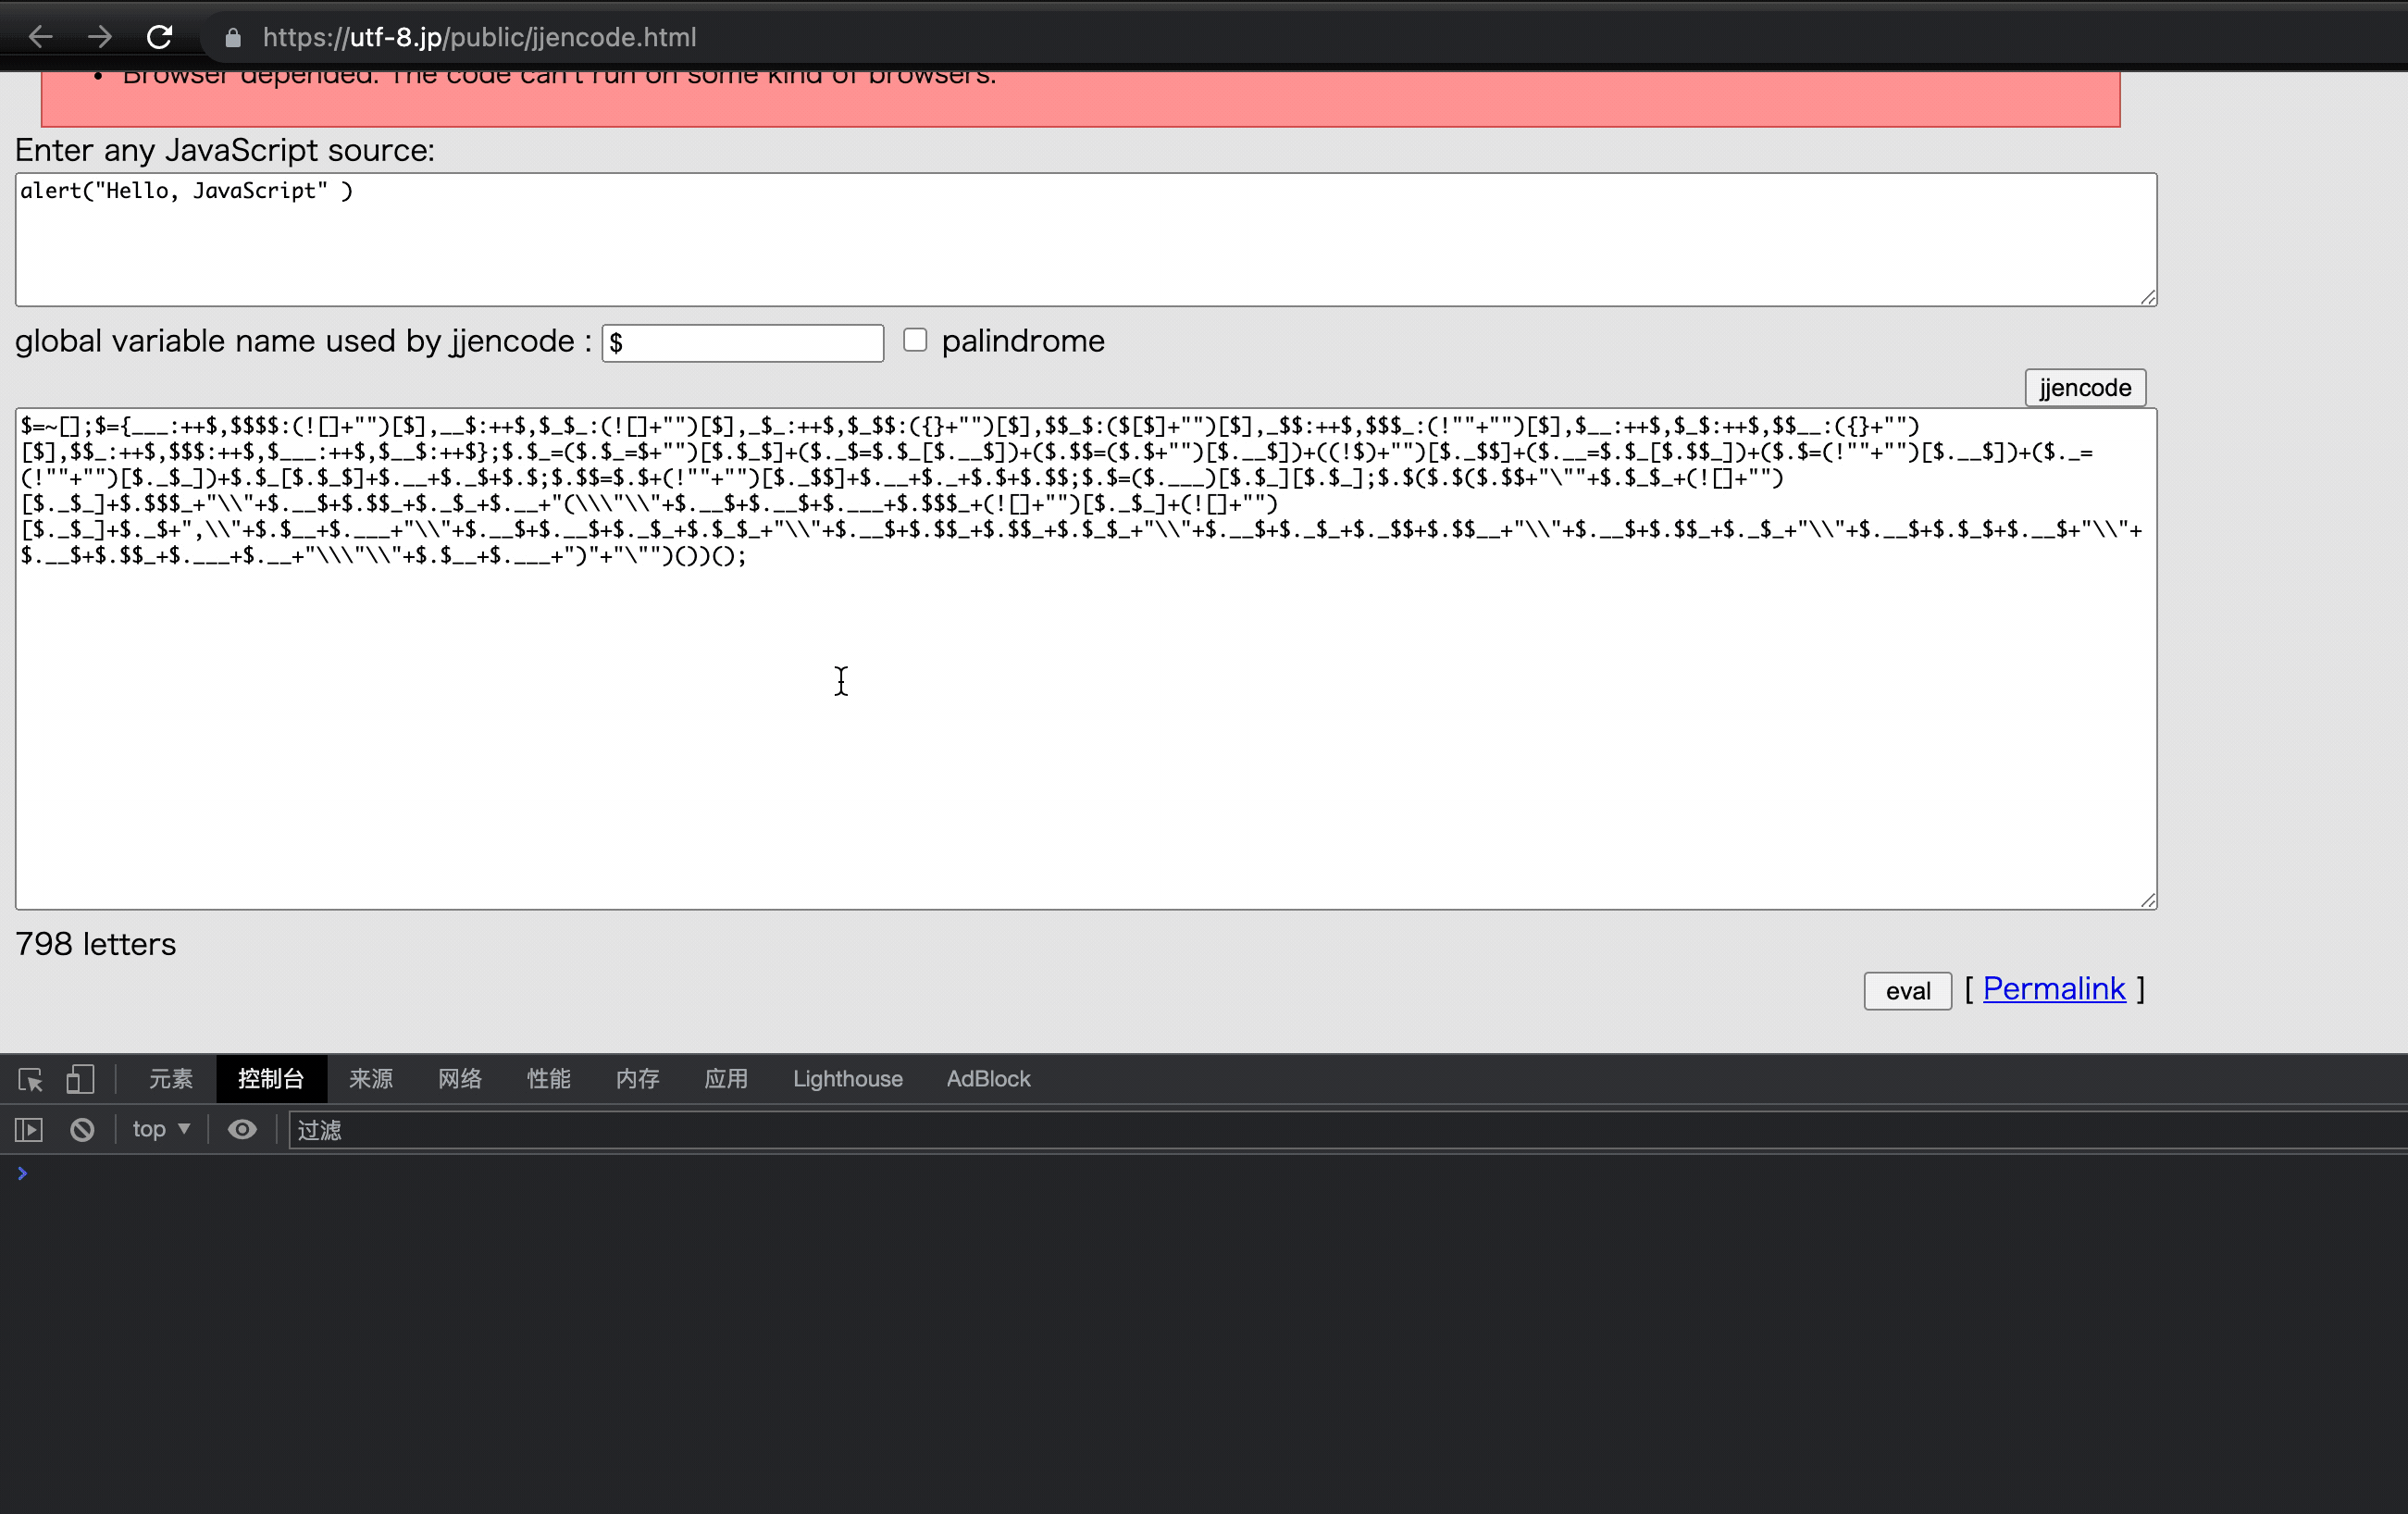 https://utf-8.jp/public/jjencode.html
• Browser depended. The code can't run on some kind of browsers.
Enter any JavaScript source:
alert("Hello, JavaScript" )
global variable name used by jjencode : $ palindrome
jjencode
$=~[];$={___:++$,$$$$:(![]+"")[$],__$:++$,$_$_:(![]+"")[$],_$_:++$,$_$$:({}+"")[$],$$_$:($[$]+"")[$],_$$:++$,$$$_:(!""+"")[$],$__:++$,$_$:++$,$$__:({}+"")
[$],$$_:++$,$$$:++$,$___:++$,$__$:++$};$.$_=($.$_=$+"")[$.$_$]+($._$=$.$_[$.__$])+($.$$=($.$+"")[$.__$])+((!$)+"")[$._$$]+($.__=$.$_[$.$$_])+($.$=(!""+"")[$.__$])+($._=
(!""+"")[$._$_])+$.$_[$.$_$]+$.__+$._$+$.$;$.$$=$.$+(!""+"")[$._$$]+$.__+$._+$.$+$.$$;$.$=($.___)[$.$_][$.$_];$.$($.$($.$$+"\""+$.$_$_+(![]+"")
[$._$_]+$.$$$_+"\\"+$.__$+$.$$_+$._$_+$.__+"(\\\"\\"+$.__$+$.__$+$.___+$.$$$_+(![]+"")[$._$_]+(![]+"")
[$._$_]+$._$+",\\"+$.$__+$.___+"\\"+$.__$+$.__$+$._$_+$.$_$_+"\\"+$.__$+$.$$_+$.$$_+$.$_$_+"\\"+$.__$+$._$_+$._$$+$.$$__+"\\"+$.__$+$.$$_+$._$_+"\\"+$.__$+$.$_$+$.__$+"\\"+
$.__$+$.$$_+$.___+$.__+"\\\"\\"+$.$__+$.___+")"+"\"")())();
798 letters
eval [ Permalink ]
元素 控制台 来源 网络 性能 内存 应用 Lighthouse AdBlock
top ▼ 过滤
›